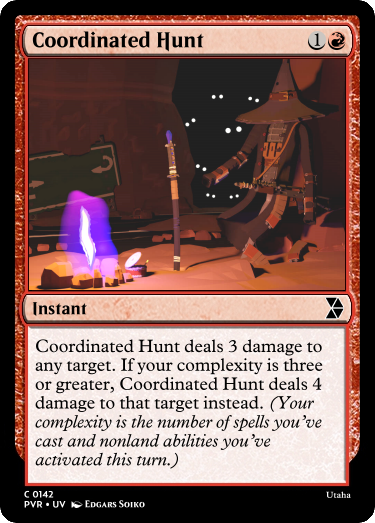 Coordinated Hunt 1
Instant
Coordinated Hunt deals 3 damage to
any target. If your complexity is three
or greater, Coordinated Hunt deals 4
damage to that target instead. (Your
complexity is the number of spells you've
cast and nonland abilities you've
activated this turn.)
C 0142
PVR • UV Edgars Soiko
Utaha